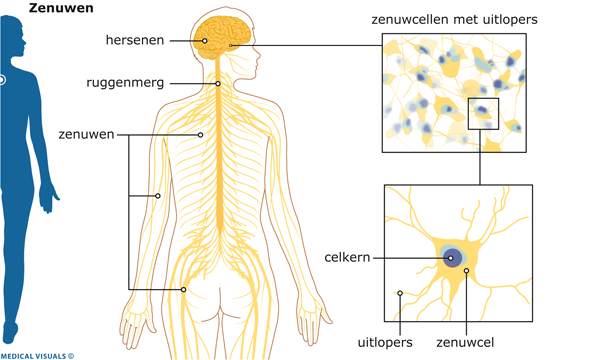 Zenuwen
zenuwcellen met uitlopers
hersenen
ruggenmerg
zenuwen
celkern
uitlopers
zenuwcel
MEDICAL VISUALS ©